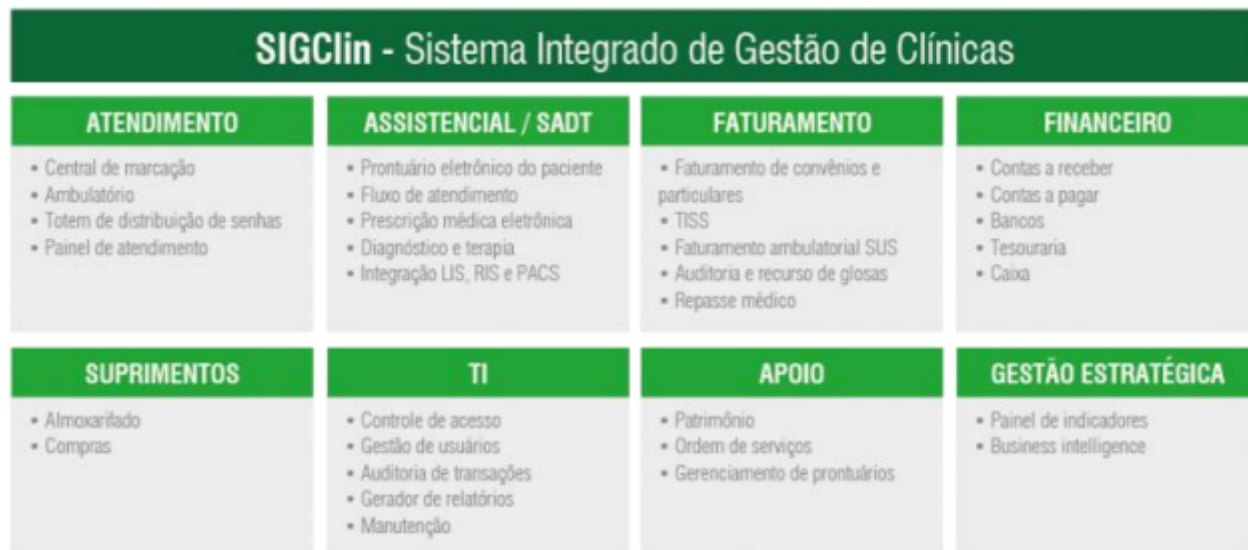 SIGClin - Sistema Integrado de Gestão de Clínicas
ATENDIMENTO
• Central de marcação
• Ambulatório
• Totem de distribuição de senhas
• Painel de atendimento
ASSISTENCIAL / SADT
• Prontuário eletrônico do paciente
• Fluxo de atendimento
• Prescrição médica eletrônica
• Diagnóstico e terapia
• Integração LIS, RIS e PACS
FATURAMENTO
• Faturamento de convênios e
particulares
• TISS
• Faturamento ambulatorial SUS
• Auditoria e recurso de glosas
• Repasse médico
FINANCEIRO
• Contas a receber
• Contas a pagar
• Bancos
• Tesouraria
• Caixa
SUPRIMENTOS
• Almoxarifado
• Compras
TI
• Controle de acesso
• Gestão de usuários
• Auditoria de transações
• Gerador de relatórios
• Manutenção
APOIO
• Patrimônio
• Ordem de serviços
• Gerenciamento de prontuários
GESTÃO ESTRATÉGICA
• Painel de indicadores
• Business intelligence